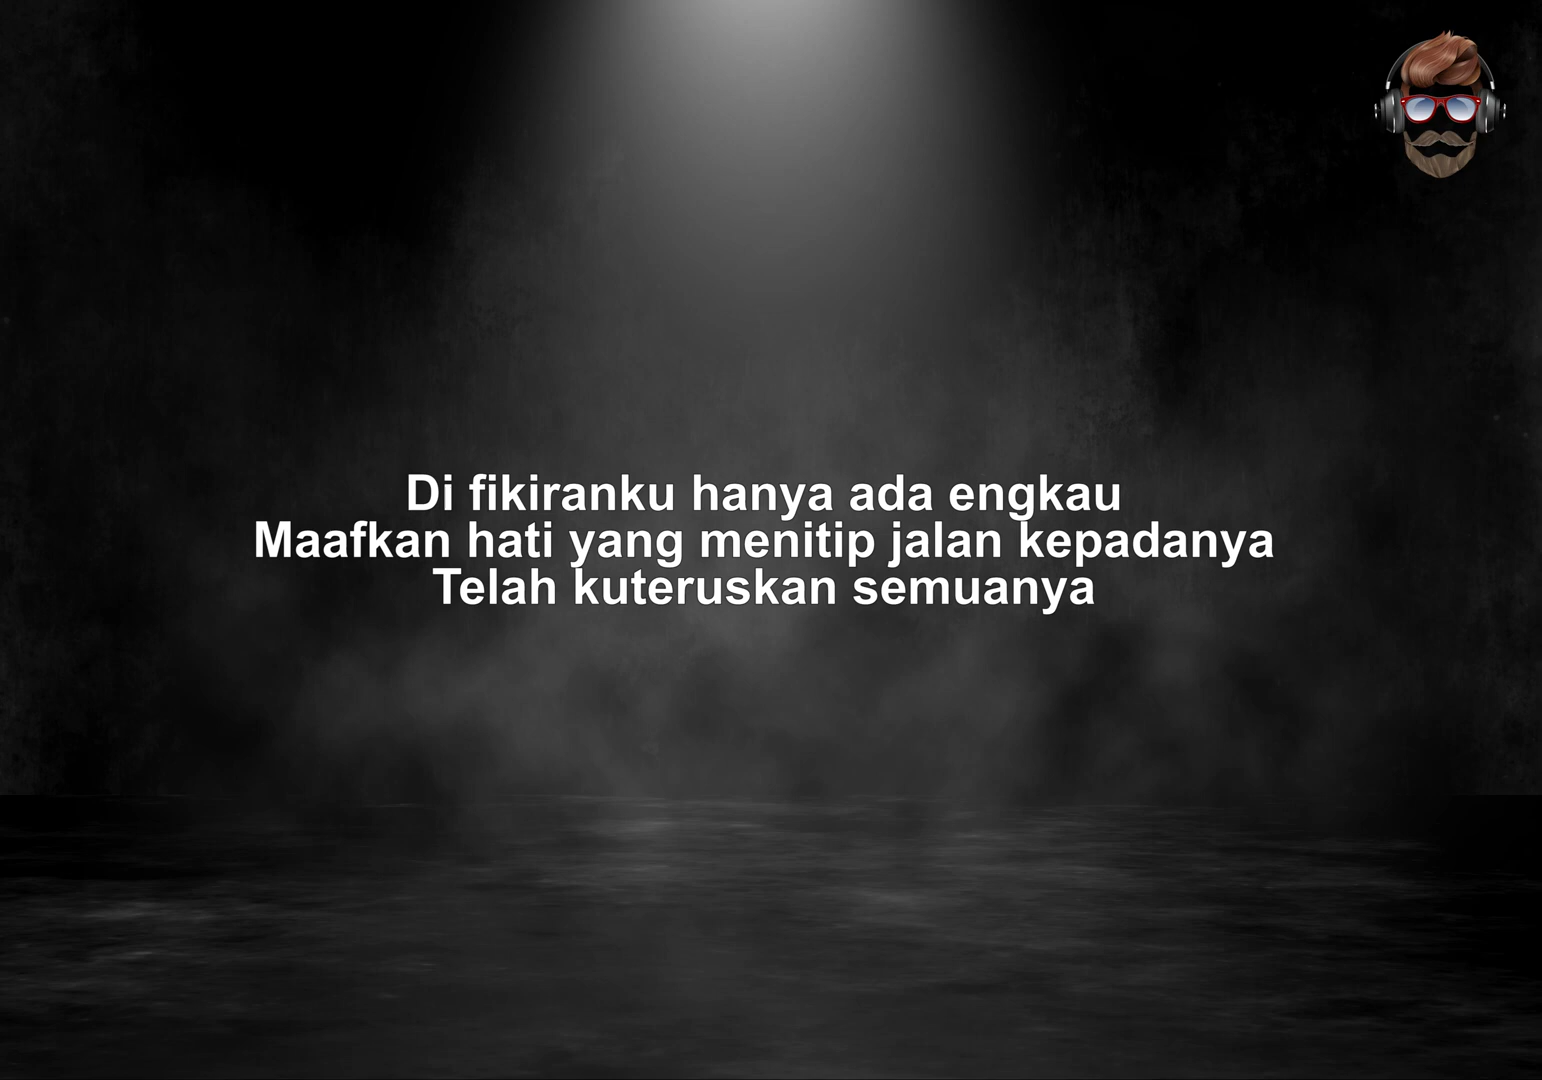 Di fikiranku hanya ada engkau
Maafkan hati yang menitip jalan kepadanya
Telah kuteruskan semuanya